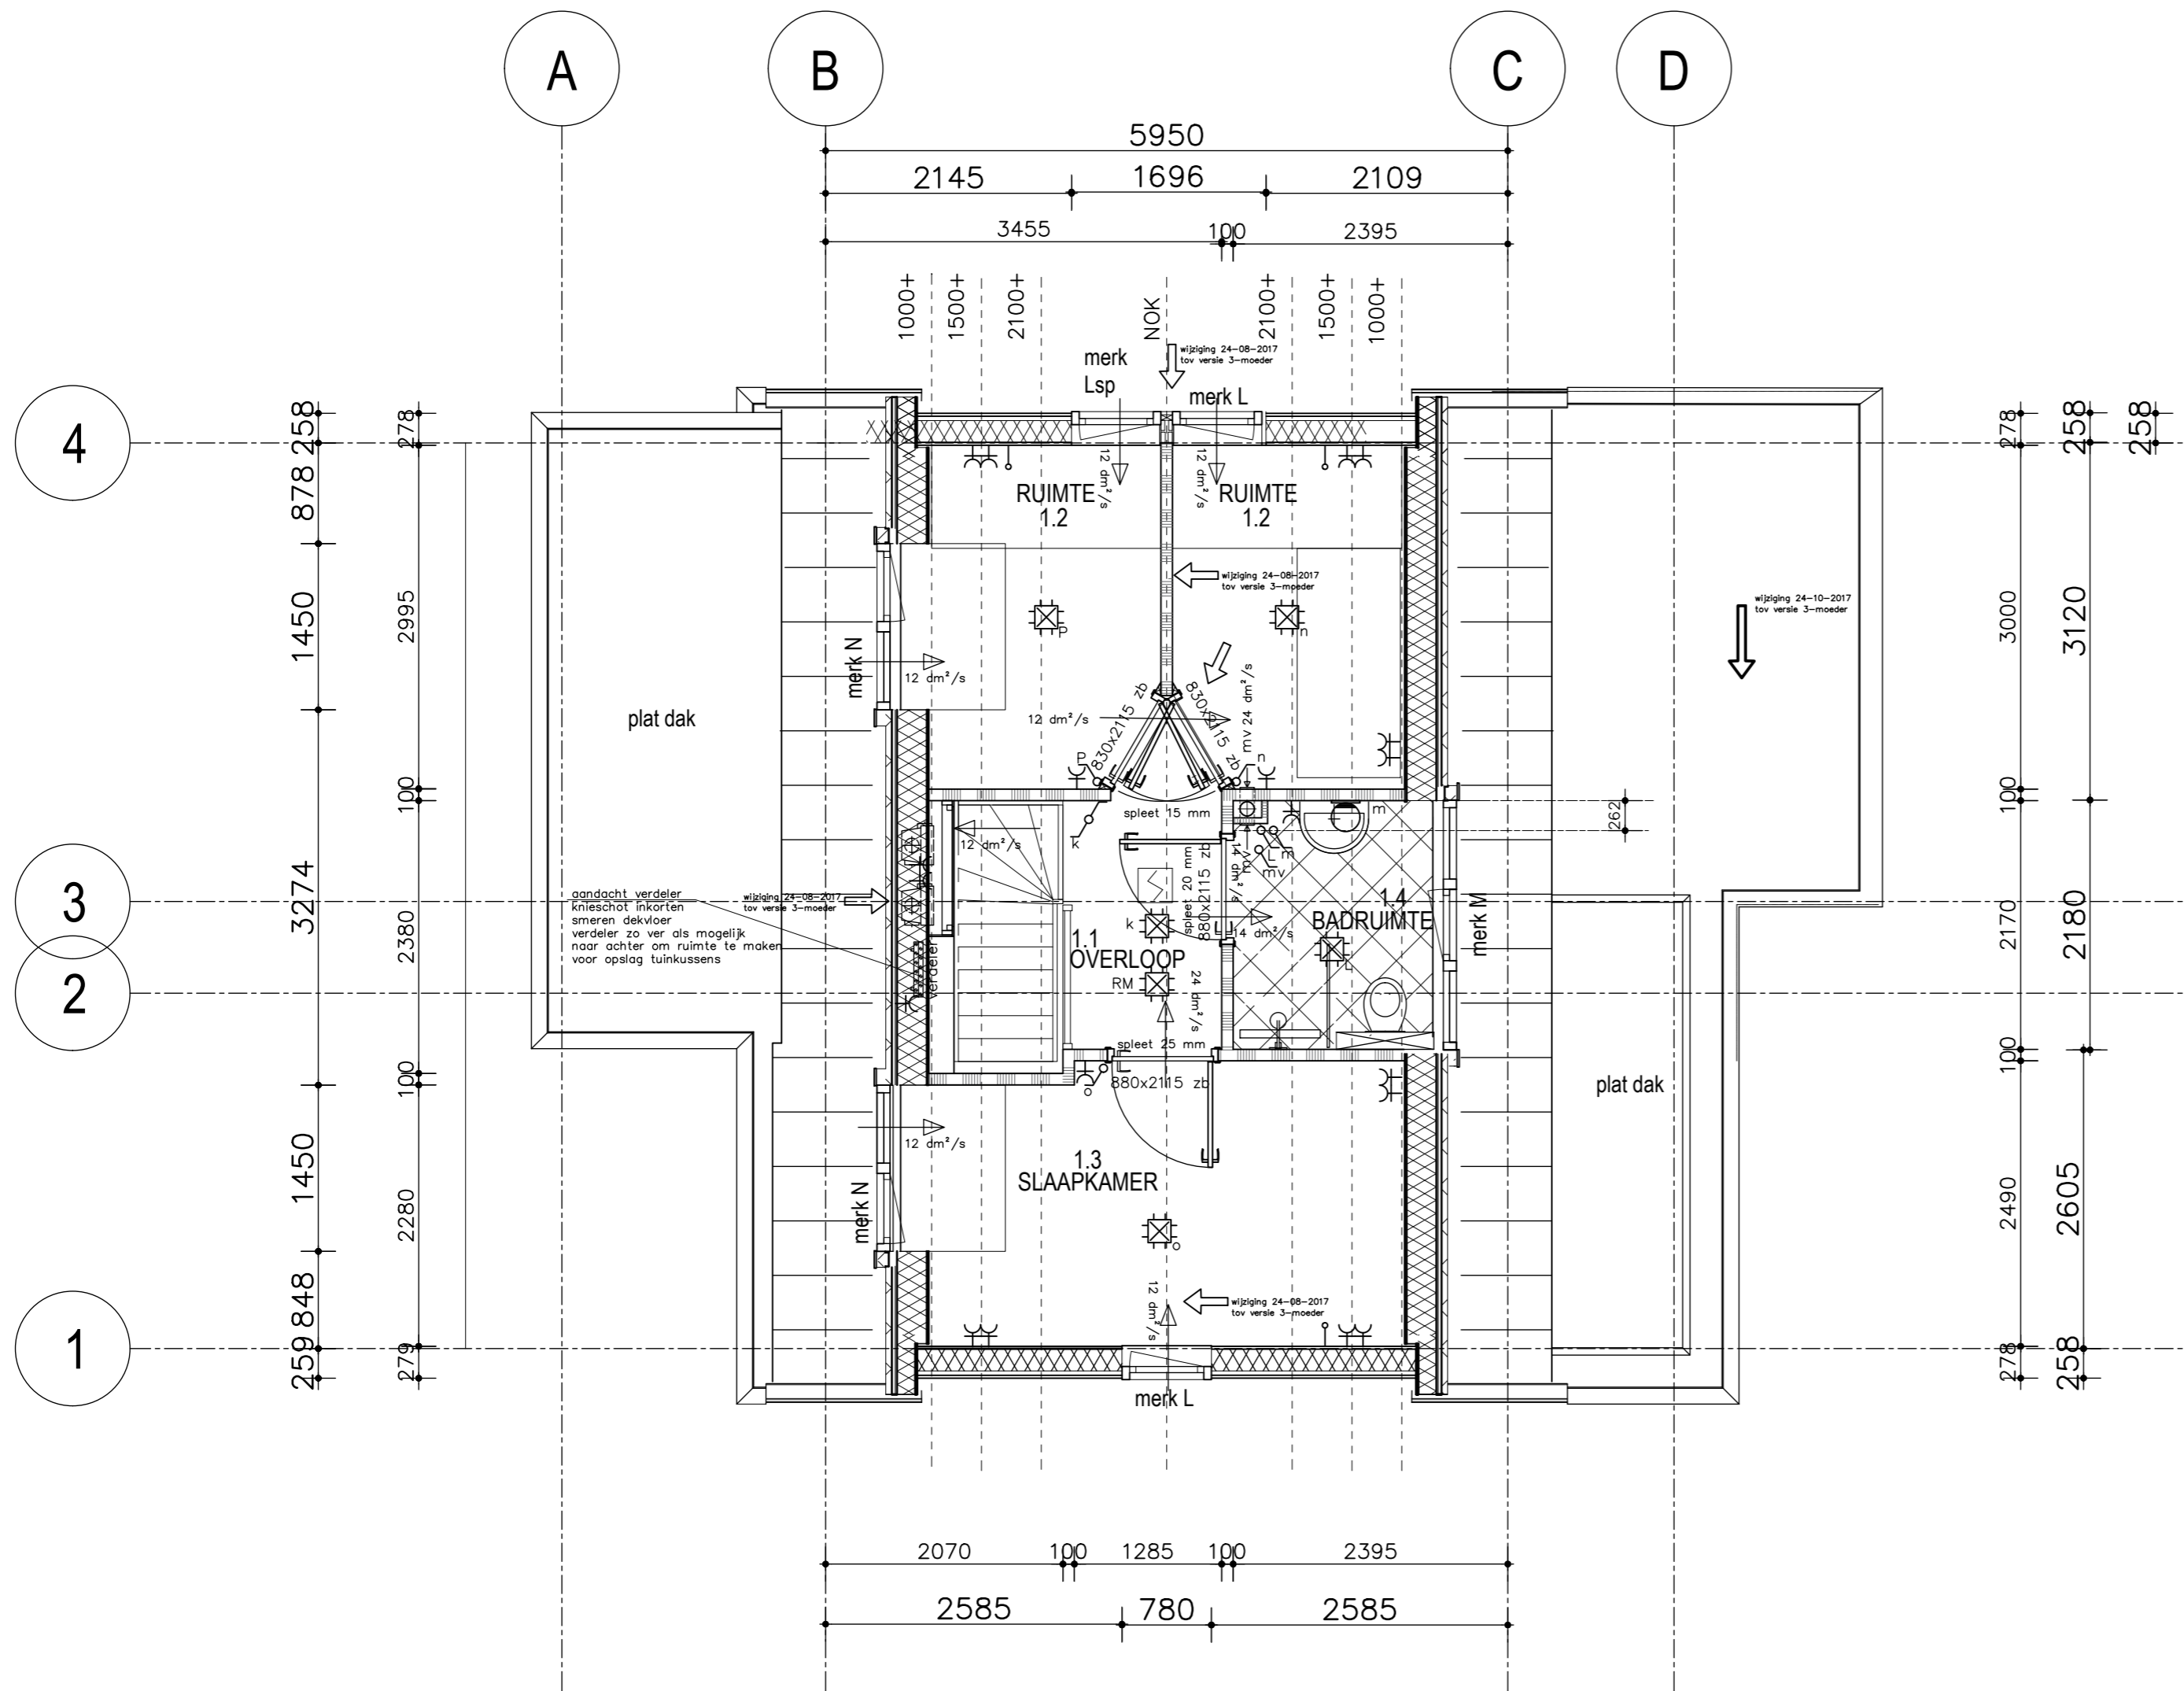 A
B
C
D
5950
2145
1696
2109
3455
100
2395
1000+
1500+
2100+
NOK
2100+
1500+
1000+
wijziging 24-08-2017
tov versie 3-moeder
merk
Lsp
merk L
4
258
878
1450
3274
1450
848
259
278
2995
100
2380
100
2280
279
278
3000
100
2170
100
2490
278
258
3120
2180
2605
258
258
262
12 dm²/s
12 dm²/s
RUIMTE
1.2
RUIMTE
1.2
wijziging 24-08-2017
tov versie 3-moeder
wijziging 24-10-2017
tov versie 3-moeder
P
n
merk N
12 dm²/s
plat dak
12 dm²/s
830x2115 zb
830x2115 zb
mv 24 dm²/s
P
n
spleet 15 mm
k
12 dm²/s
m
L m
mv
14 dm²/s
spleet 20 mm
880x2115 zb
3
aandacht verdeler
knieschot inkorten
smeren dekvloer
verdeler zo ver als mogelijk
naar achter om ruimte te maken
voor opslag tuinkussens
wijziging 24-08-2017
tov versie 3-moeder
verdeler
k
1.1
OVERLOOP
RM
14 dm²/s
1.4
BADRUIMTE
L
merk M
2
24 dm²/s
spleet 25 mm
880x2115 zb
o
plat dak
12 dm²/s
1.3
SLAAPKAMER
merk N
o
12 dm²/s
wijziging 24-08-2017
tov versie 3-moeder
1
merk L
2070
100
1285
100
2395
2585
780
2585